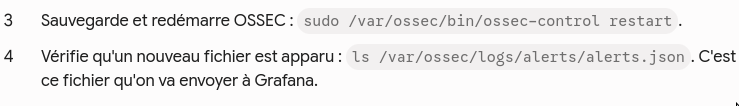 3 Sauvegarde et redémarre OSSEC : sudo /var/ossec/bin/ossec-control restart .
4 Vérifie qu'un nouveau fichier est apparu : ls /var/ossec/logs/alerts/alerts.json . C'est
ce fichier qu'on va envoyer à Grafana.